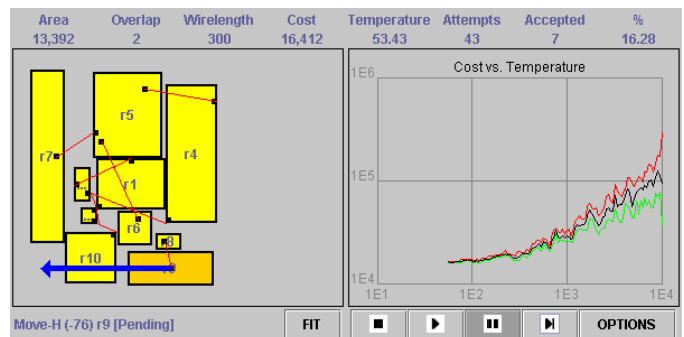 Area Overlap Wirelength Cost Temperature Attempts Accepted %
13,392 2 300 16,412 53.43 43 7 16.28
Cost vs. Temperature
1E6
r5
r7
r4
1E5
r1
r6
r8
r10
r9
1E4
1E1 1E2 1E3 1E4
Move-H (-76) r9 [Pending] FIT OPTIONS